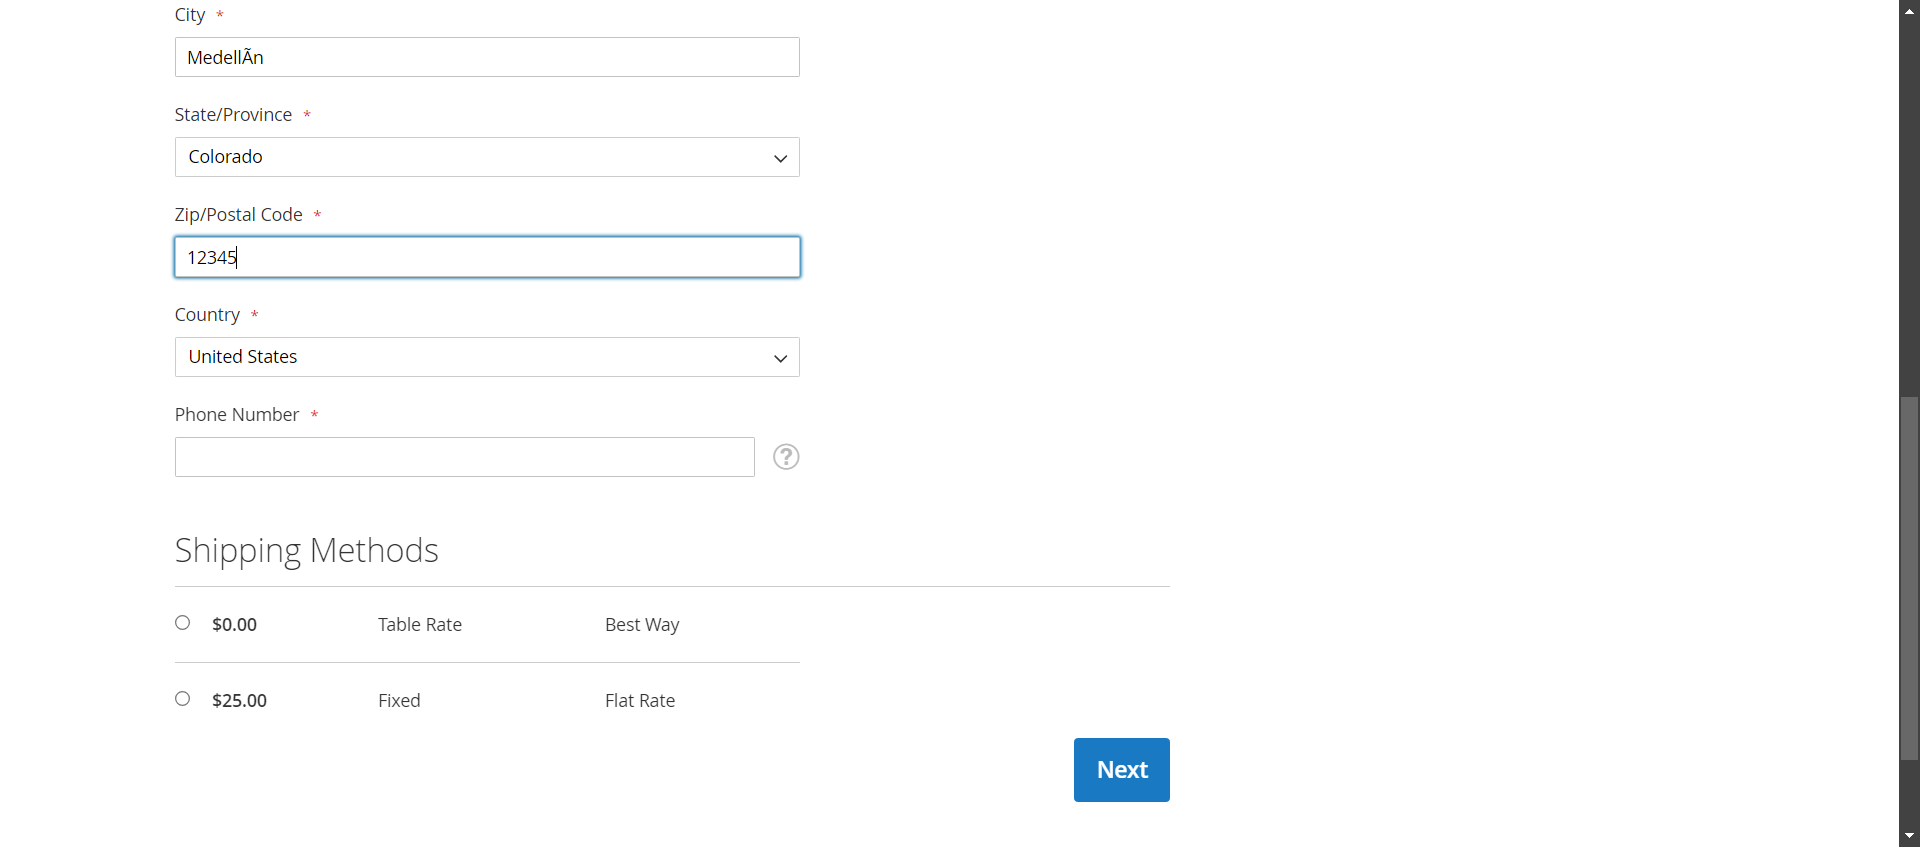 City *
MedellÃn
State/Province *
Colorado
Zip/Postal Code *
12345
Country *
United States
Phone Number *
?
Shipping Methods
$0.00 Table Rate Best Way
$25.00 Fixed Flat Rate
Next